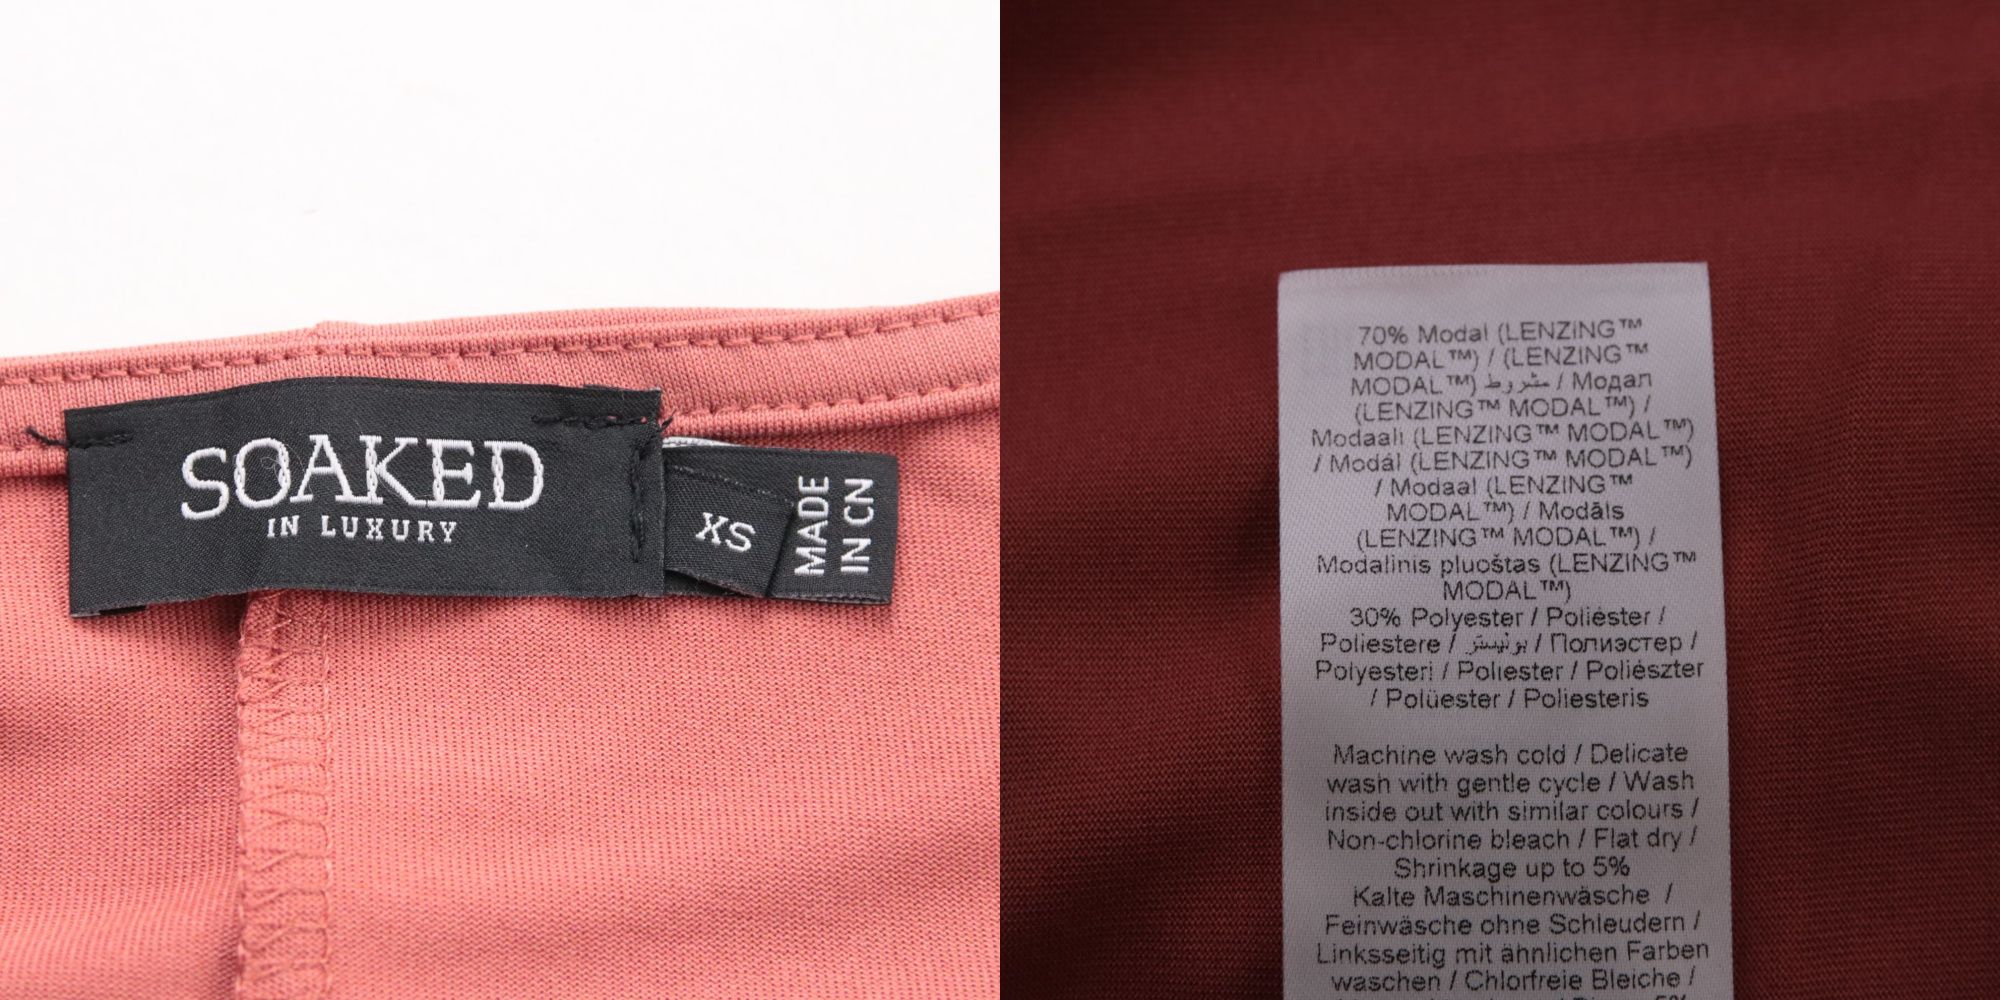 SOAKED
IN LUXURY
XS
MADE
IN CN
70% Modal (LENZING™
MODAL™) / (LENZING™
MODAL™) مشروط / Модал
(LENZING™ MODAL™) /
Modaali (LENZING™ MODAL™)
/ Modál (LENZING™ MODAL™)
/ Modaal (LENZING™
MODAL™) / Modāls
(LENZING™ MODAL™) /
Modalinis pluoštas (LENZING™
MODAL™)
30% Polyester / Poliéster /
Poliestere / بوليستر / Полиэстер /
Polyesteri / Poliester / Poliészter
/ Polüester / Poliesteris
Machine wash cold / Delicate
wash with gentle cycle / Wash
inside out with similar colours /
Non-chlorine bleach / Flat dry /
Shrinkage up to 5%
Kalte Maschinenwäsche /
Feinwäsche ohne Schleudern /
Linksseitig mit ähnlichen Farben
waschen / Chlorfreie Bleiche /